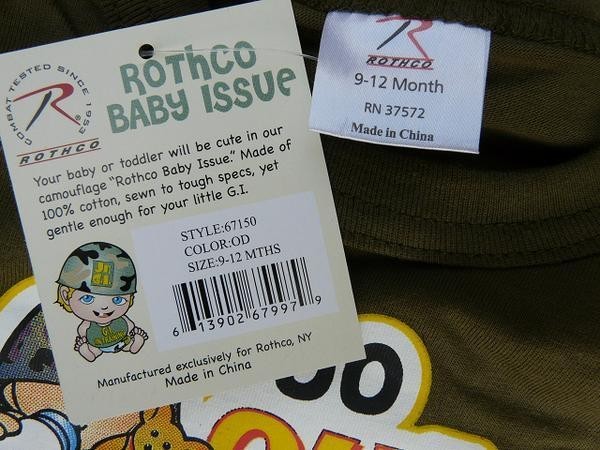 COMBAT TESTED SINCE 1953
R®
ROTHCO
ROTHCO
BABY ISSUE
Your baby or toddler will be cute in our
camouflage "Rothco Baby Issue." Made of
100% cotton, sewn to tough specs, yet
gentle enough for your little G.I.
STYLE:67150
COLOR:OD
SIZE:9-12 MTHS
6 13902 67997 9
G.I.
IN TRAINING
Manufactured exclusively for Rothco, NY
Made in China
R
ROTHCO
9-12 Month
RN 37572
Made in China